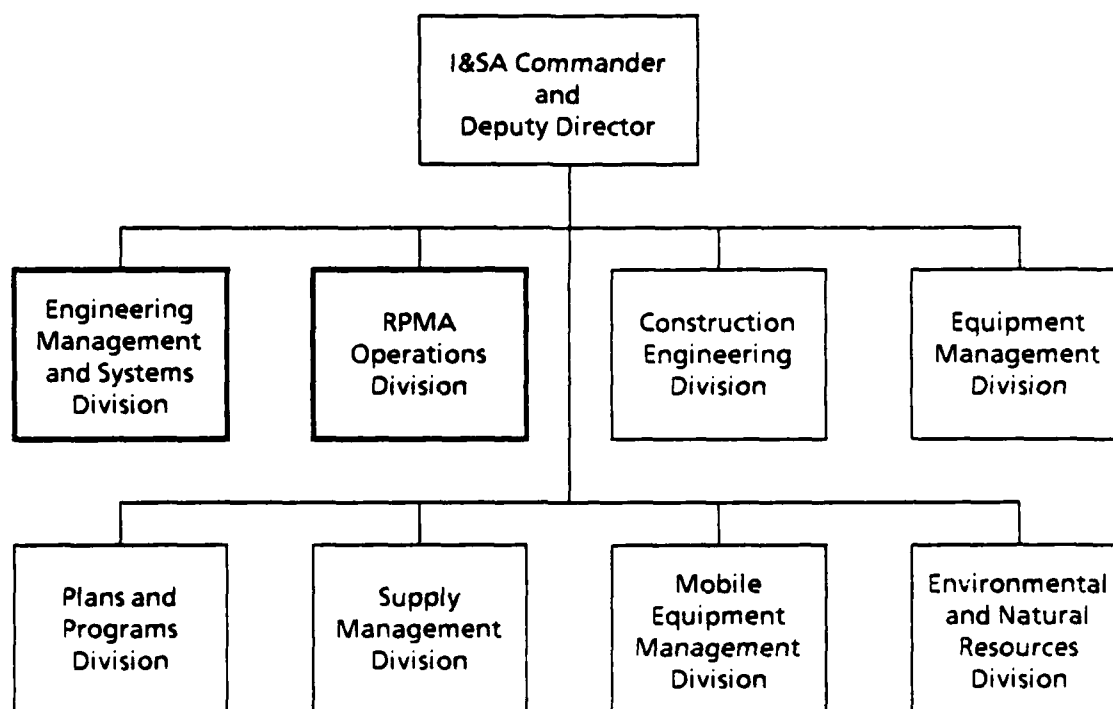 I&SA Commander
and
Deputy Director
Engineering
Management
and Systems
Division
RPMA
Operations
Division
Construction
Engineering
Division
Equipment
Management
Division
Plans and
Programs
Division
Supply
Management
Division
Mobile
Equipment
Management
Division
Environmental
and Natural
Resources
Division